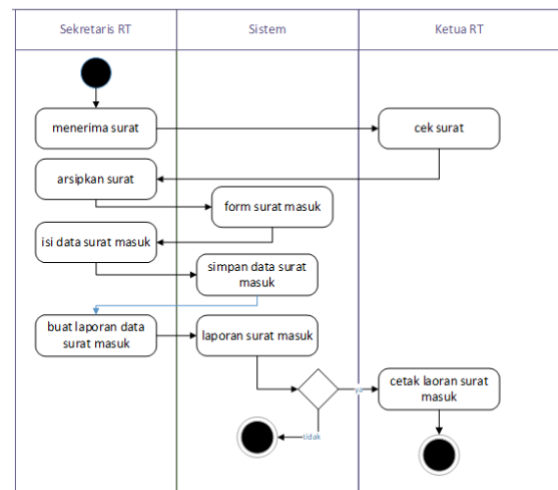 Sekretaris RT
Sistem
Ketua RT
menerima surat
cek surat
arsipkan surat
form surat masuk
isi data surat masuk
simpan data surat
masuk
buat laporan data
surat masuk
laporan surat masuk
ya
cetak laoran surat
masuk
tidak